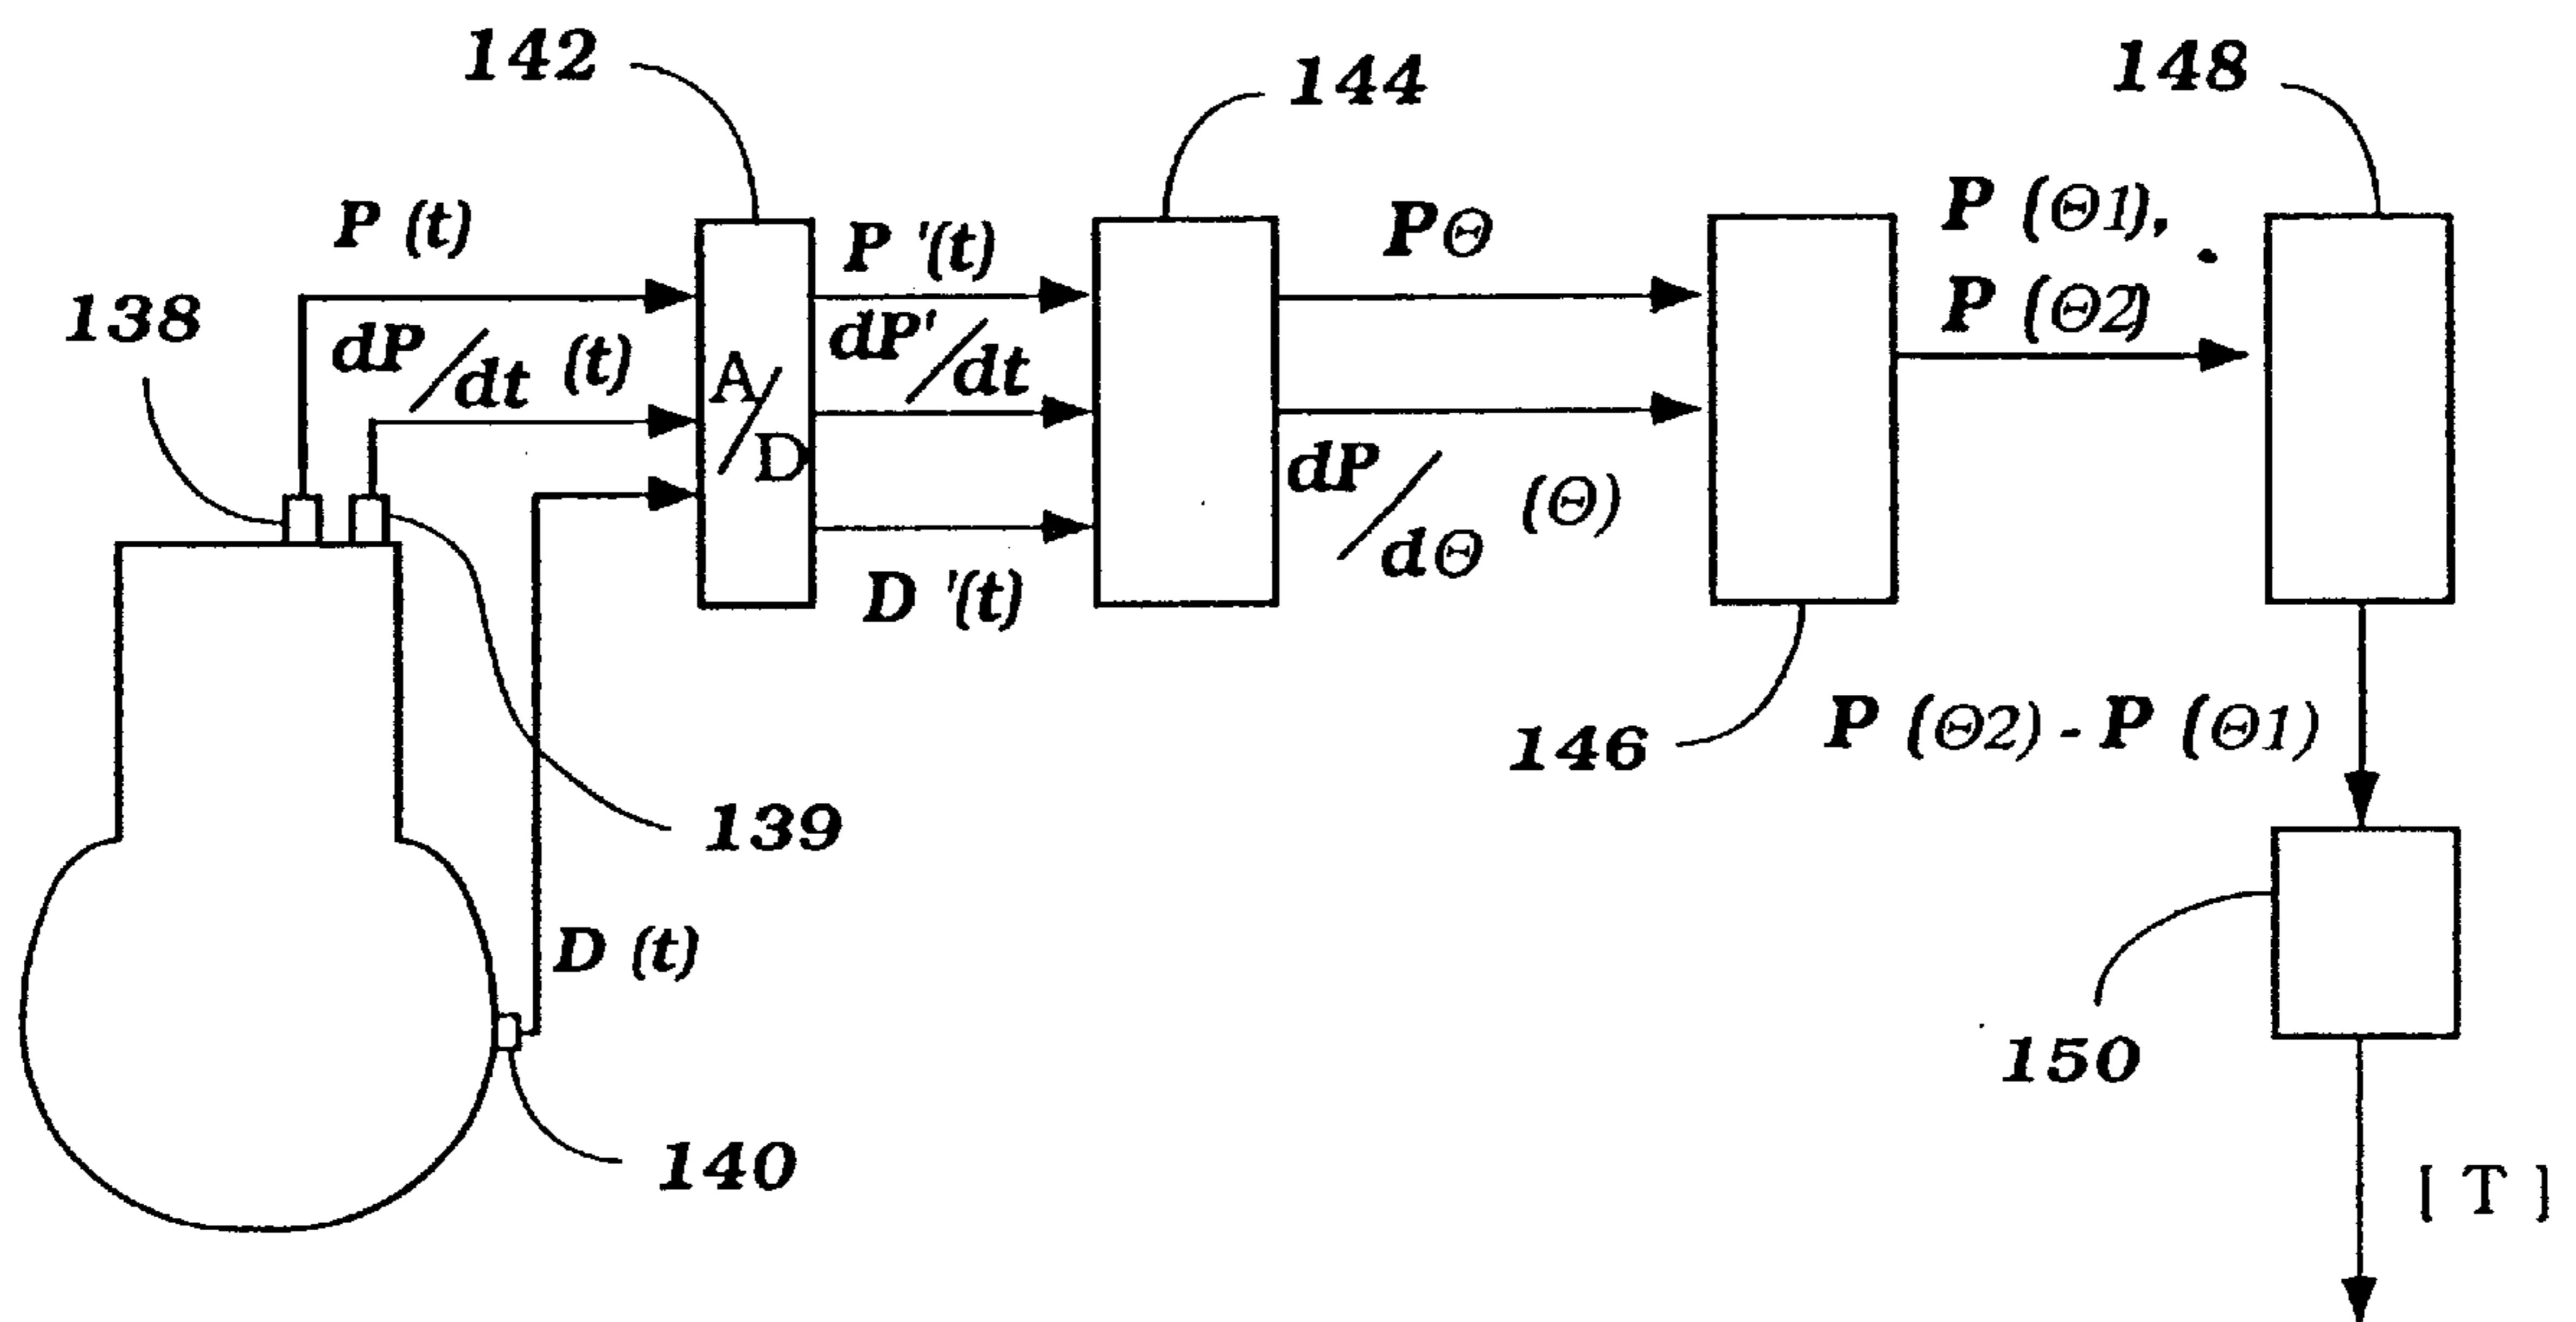 142
144
148
P (t)
P '(t)
PΘ
P (Θ1),
P (Θ2)
138
dP/dt (t)
dP'/dt
A/D
dP/dΘ (Θ)
D '(t)
146
P (Θ2) - P (Θ1)
139
D (t)
150
140
[ T ]